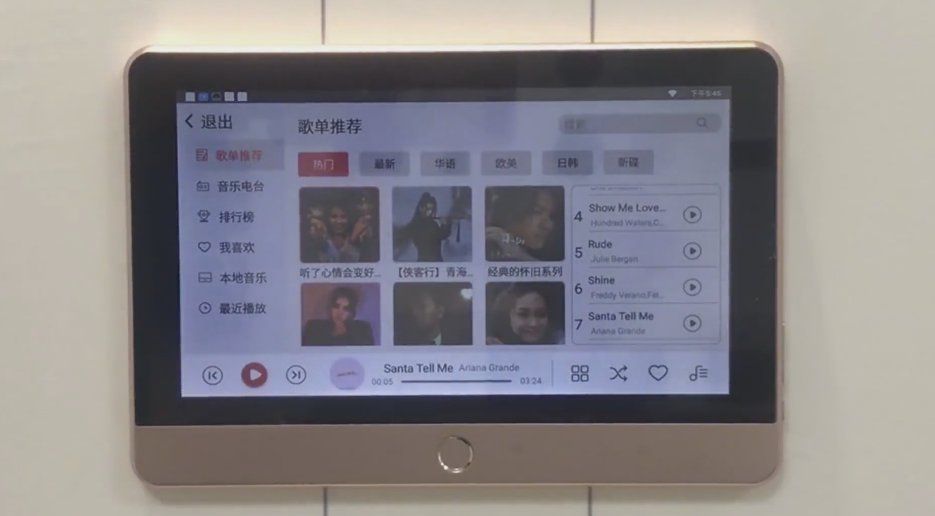 下午5:45
退出
歌单推荐
搜索
歌单推荐
音乐电台
排行榜
我喜欢
本地音乐
最近播放
热门
最新
华语
欧美
日韩
新碟
听了心情会变好...
【侠客行】青海...
经典的怀旧系列
4 Show Me Love...
Hundred Waters,C...
5 Rude
Julie Bergan
6 Shine
Freddy Verano,Fat...
7 Santa Tell Me
Ariana Grande
Santa Tell Me Ariana Grande
00:05
03:24